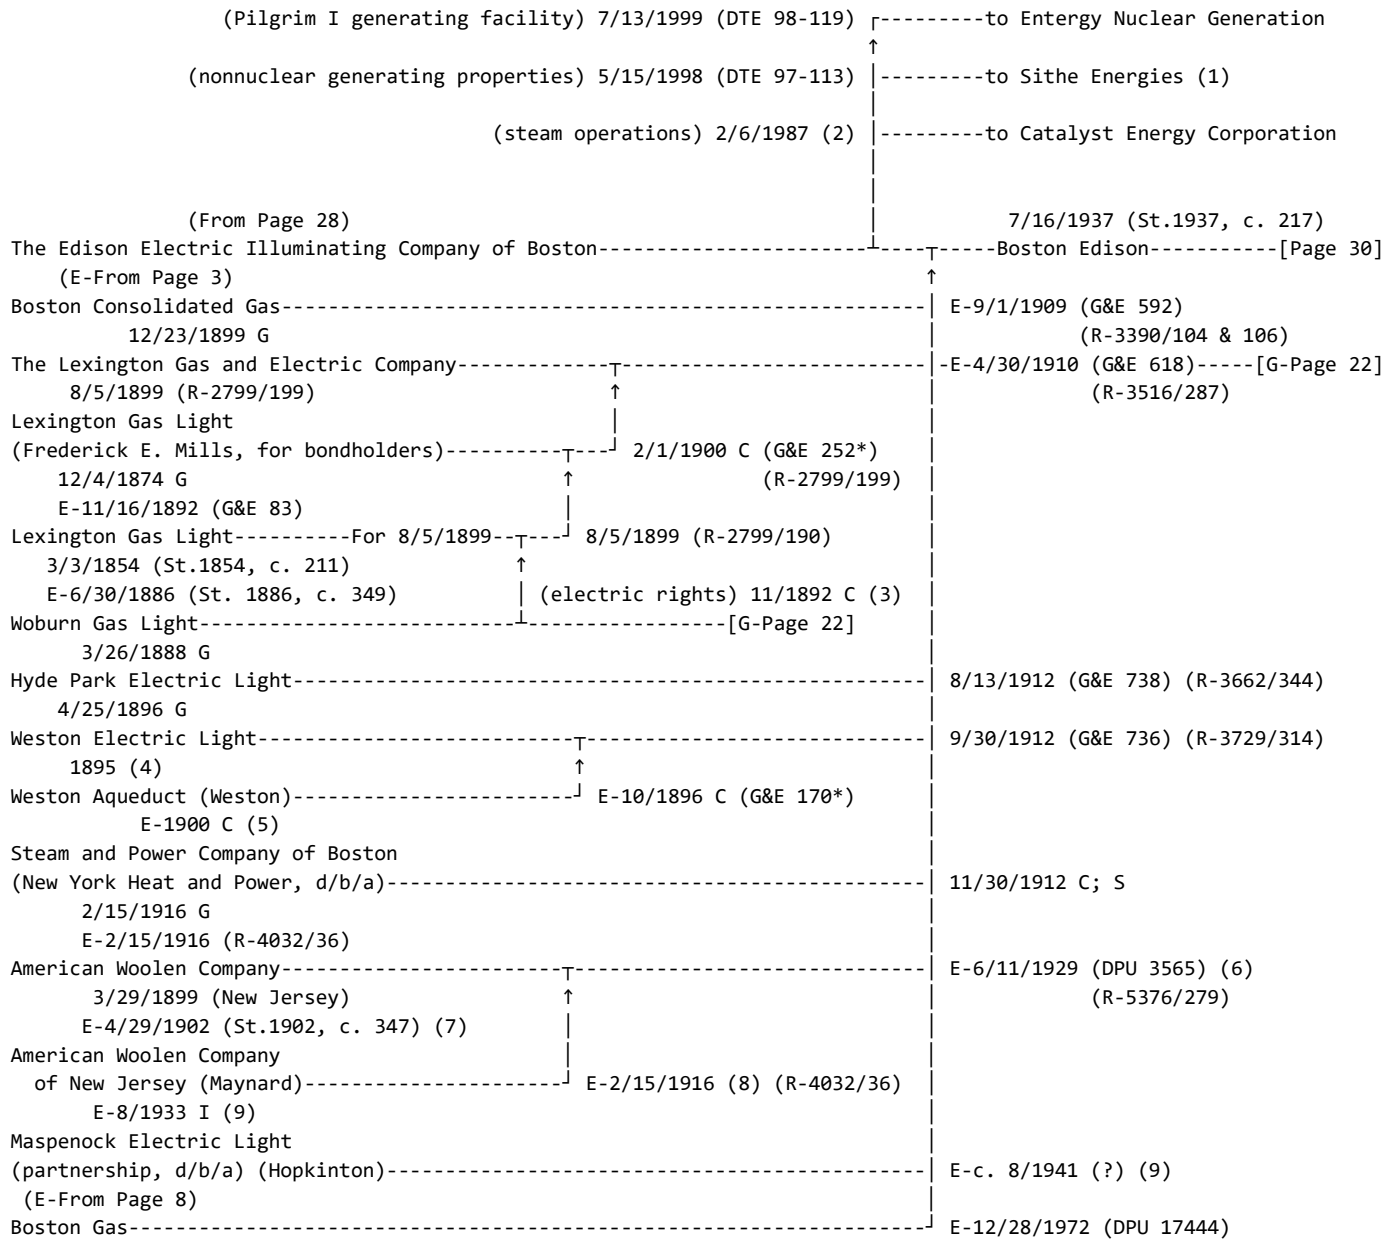 (Pilgrim I generating facility) 7/13/1999 (DTE 98-119) ┌---------to Entergy Nuclear Generation
↑
(nonnuclear generating properties) 5/15/1998 (DTE 97-113) │---------to Sithe Energies (1)
(steam operations) 2/6/1987 (2) │---------to Catalyst Energy Corporation
(From Page 28) │ 7/16/1937 (St.1937, c. 217)
The Edison Electric Illuminating Company of Boston-----------------------┴----┬-----Boston Edison-----------[Page 30]
(E-From Page 3) ↑
Boston Consolidated Gas-------------------------------------------------------│ E-9/1/1909 (G&E 592)
12/23/1899 G │ (R-3390/104 & 106)
The Lexington Gas and Electric Company-------------┬--------------------------│-E-4/30/1910 (G&E 618)-----[G-Page 22]
8/5/1899 (R-2799/199) ↑ │ (R-3516/287)
Lexington Gas Light │ │
(Frederick E. Mills, for bondholders)----------┬---┘ 2/1/1900 C (G&E 252*) │
12/4/1874 G ↑ (R-2799/199) │
E-11/16/1892 (G&E 83) │ │
Lexington Gas Light----------For 8/5/1899--┬---┘ 8/5/1899 (R-2799/190) │
3/3/1854 (St.1854, c. 211) ↑ │
E-6/30/1886 (St. 1886, c. 349) │ (electric rights) 11/1892 C (3) │
Woburn Gas Light---------------------------┴-----------------[G-Page 22] │
3/26/1888 G │
Hyde Park Electric Light------------------------------------------------------│ 8/13/1912 (G&E 738) (R-3662/344)
4/25/1896 G │
Weston Electric Light---------------------------┬-----------------------------│ 9/30/1912 (G&E 736) (R-3729/314)
1895 (4) ↑ │
Weston Aqueduct (Weston)------------------------┘ E-10/1896 C (G&E 170*) │
E-1900 C (5) │
Steam and Power Company of Boston │
(New York Heat and Power, d/b/a)----------------------------------------------│ 11/30/1912 C; S
2/15/1916 G │
E-2/15/1916 (R-4032/36) │
American Woolen Company------------------------┬------------------------------│ E-6/11/1929 (DPU 3565) (6)
3/29/1899 (New Jersey) ↑ │ (R-5376/279)
E-4/29/1902 (St.1902, c. 347) (7) │ │
American Woolen Company │ │
of New Jersey (Maynard)----------------------┘ E-2/15/1916 (8) (R-4032/36) │
E-8/1933 I (9) │
Maspenock Electric Light │
(partnership, d/b/a) (Hopkinton)----------------------------------------------│ E-c. 8/1941 (?) (9)
(E-From Page 8) │
Boston Gas--------------------------------------------------------------------┘ E-12/28/1972 (DPU 17444)